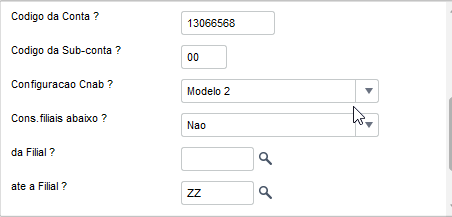 Codigo da Conta ? 13066568
Codigo da Sub-conta ? 00
Configuracao Cnab ? Modelo 2
Cons.filiais abaixo ? Nao
da Filial ?
ate a Filial ? ZZ